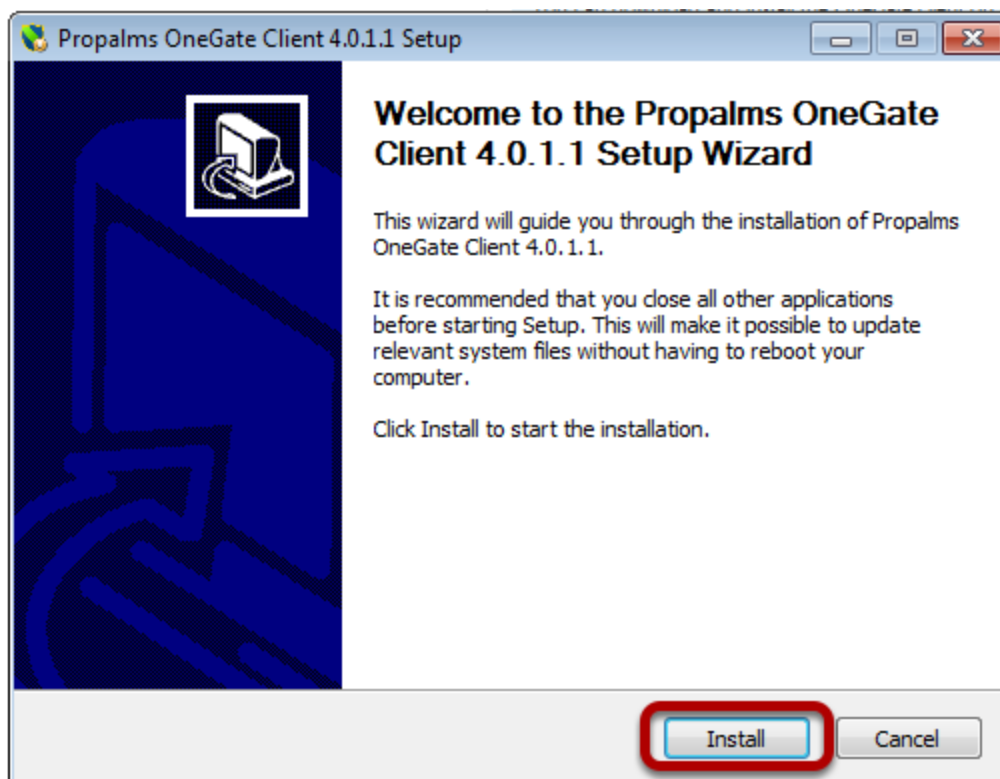 Propalms OneGate Client 4.0.1.1 Setup
Welcome to the Propalms OneGate
Client 4.0.1.1 Setup Wizard
This wizard will guide you through the installation of Propalms
OneGate Client 4.0.1.1.
It is recommended that you close all other applications
before starting Setup. This will make it possible to update
relevant system files without having to reboot your
computer.
Click Install to start the installation.
Install
Cancel